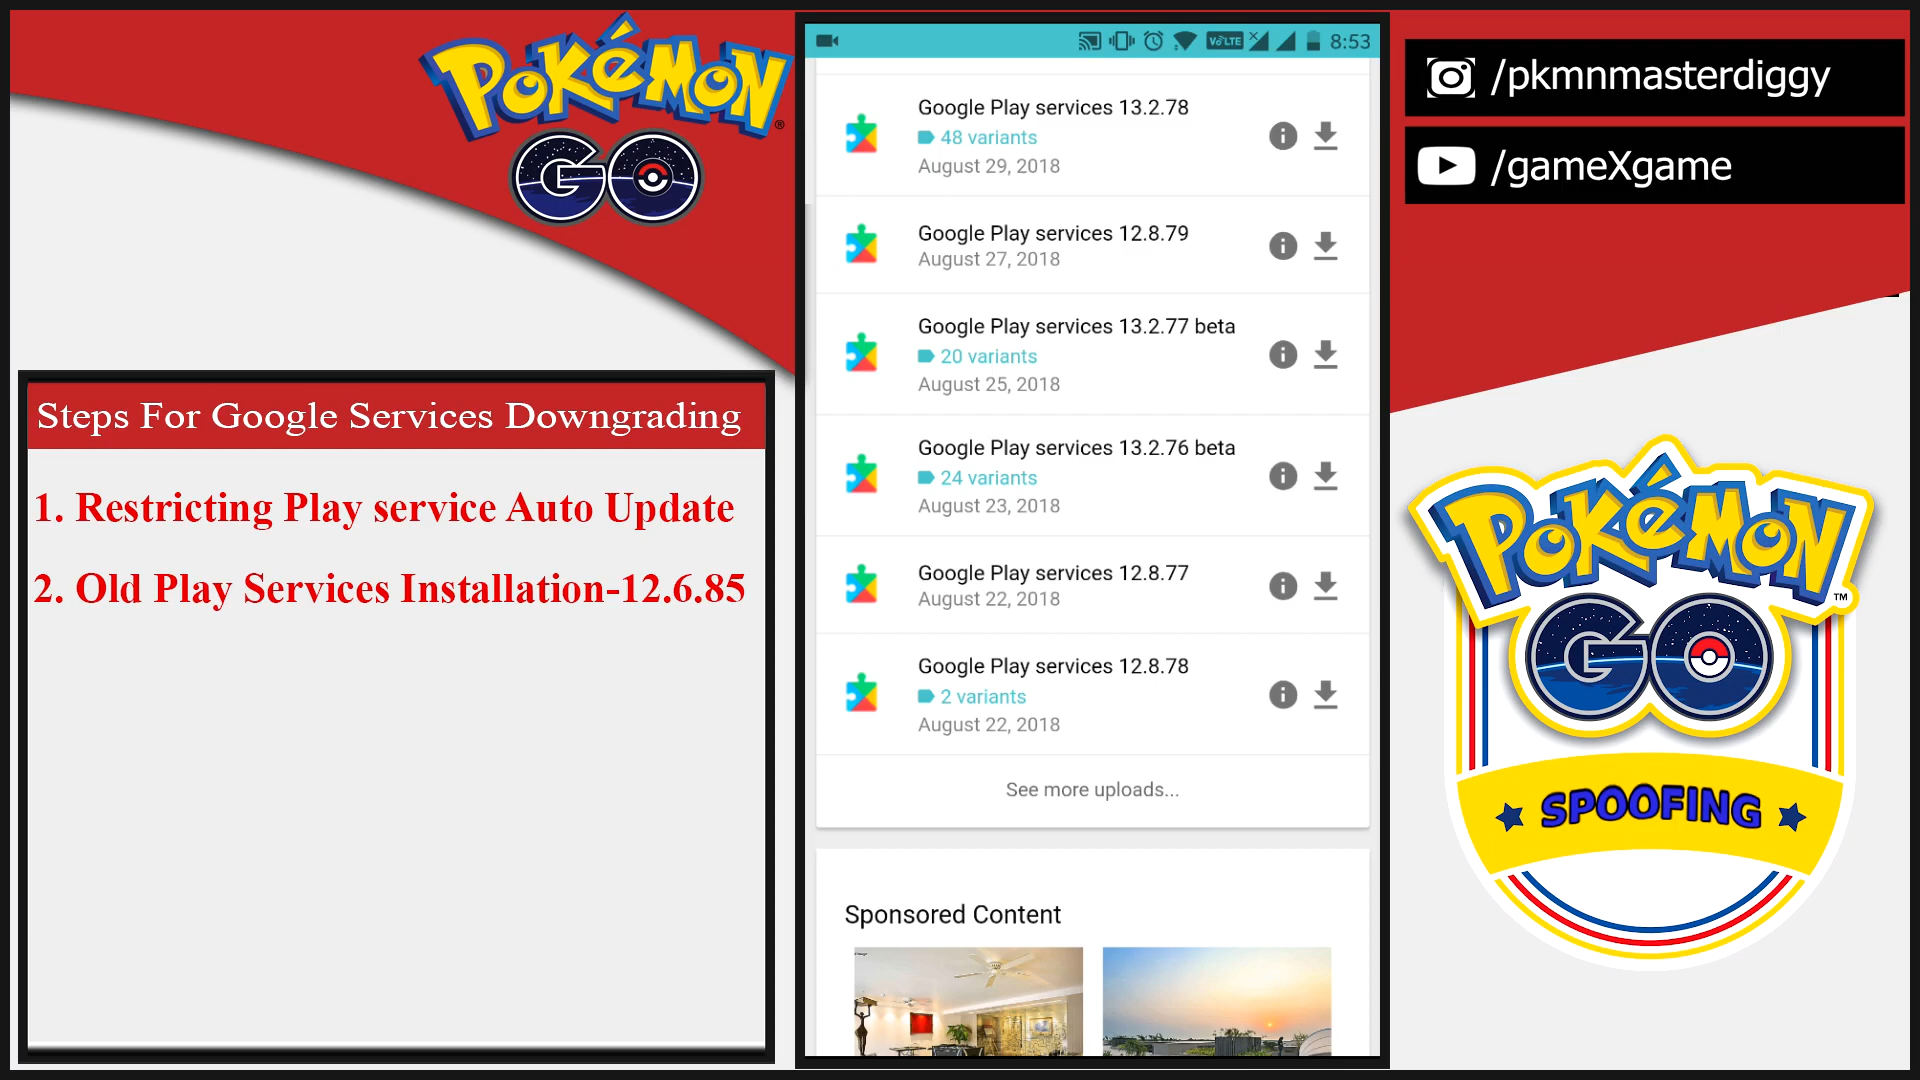 POKéMON
GO
Steps For Google Services Downgrading
1. Restricting Play service Auto Update
2. Old Play Services Installation-12.6.85
VoLTE 8:53
Google Play services 13.2.78
48 variants
August 29, 2018
Google Play services 12.8.79
August 27, 2018
Google Play services 13.2.77 beta
20 variants
August 25, 2018
Google Play services 13.2.76 beta
24 variants
August 23, 2018
Google Play services 12.8.77
August 22, 2018
Google Play services 12.8.78
2 variants
August 22, 2018
See more uploads...
Sponsored Content
/pkmnmasterdiggy
/gameXgame
POKéMON
GO
SPOOFING